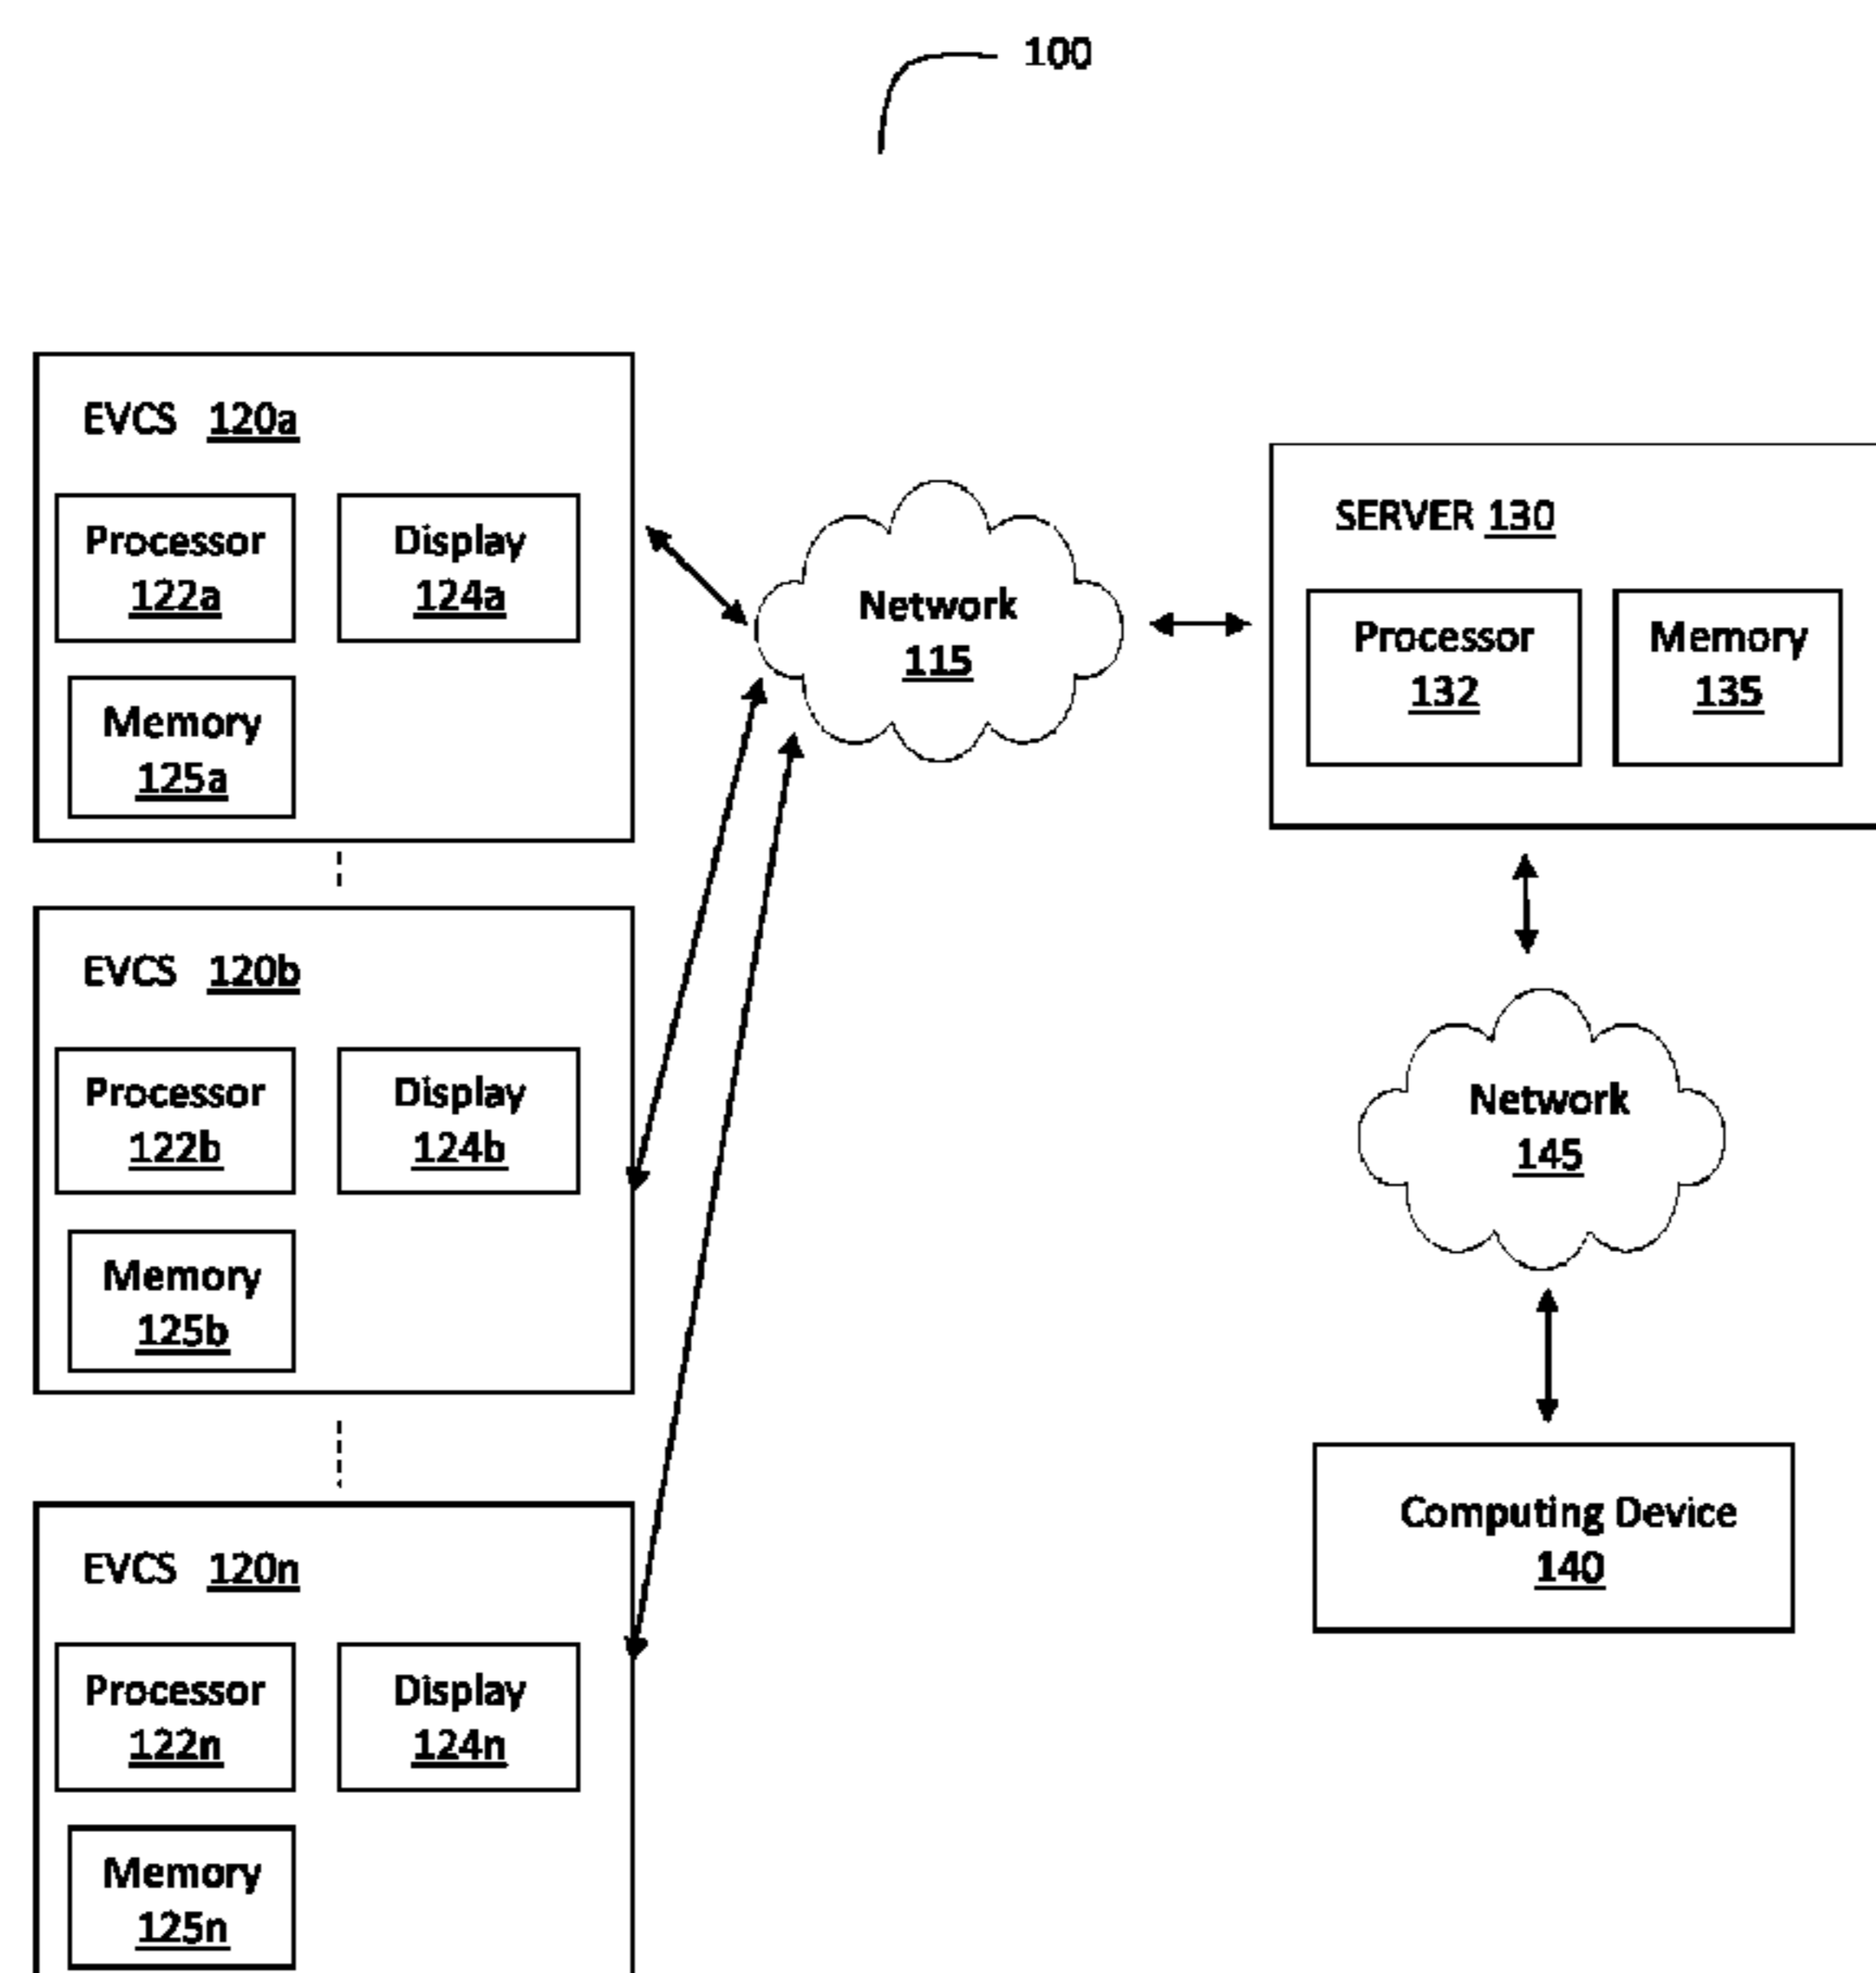 100
EVCS 120a
Processor
122a
Display
124a
Memory
125a
Network
115
SERVER 130
Processor
132
Memory
135
EVCS 120b
Processor
122b
Display
124b
Memory
125b
Network
145
Computing Device
140
EVCS 120n
Processor
122n
Display
124n
Memory
125n